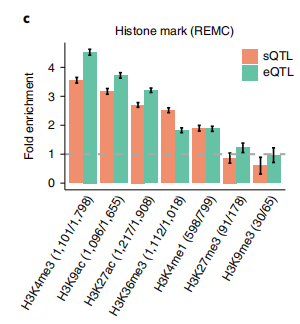 c
Histone mark (REMC)
sQTL
eQTL
Fold enrichment
4
3
2
1
0
H3K4me3 (1,101/1,798)
H3K9ac (1,096/1,655)
H3K27ac (1,217/1,908)
H3K36me3 (1,112/1,018)
H3K4me1 (598/799)
H3K27me3 (91/178)
H3K9me3 (30/65)